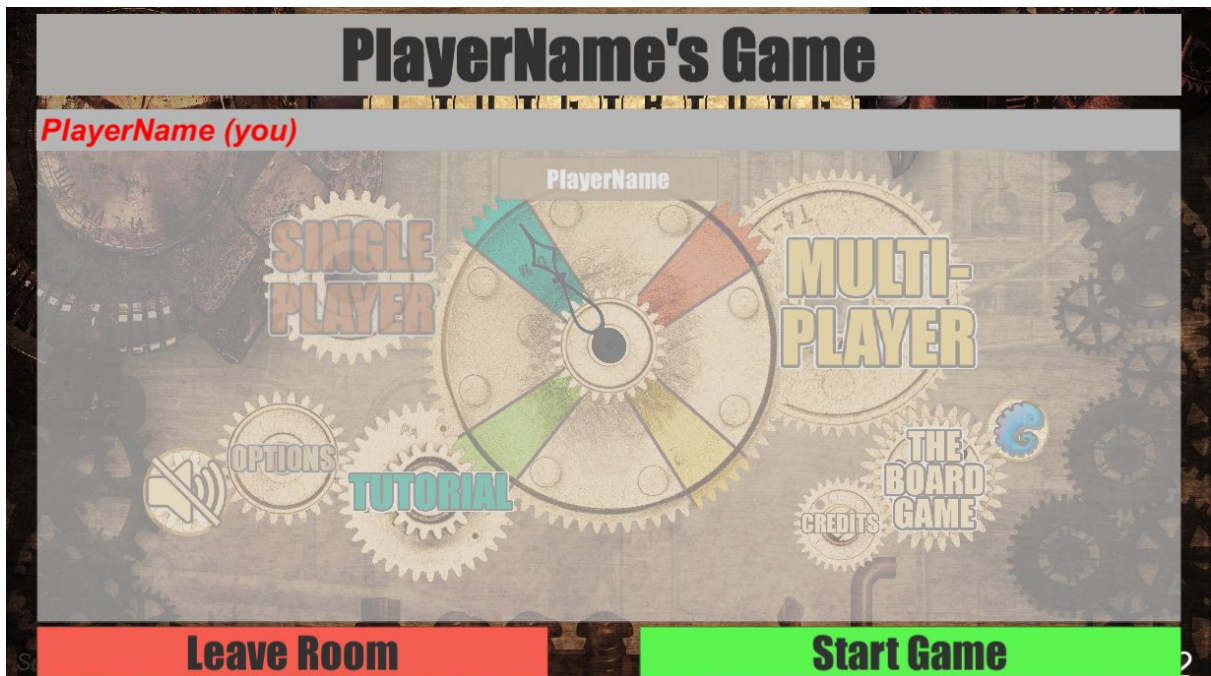 PlayerName's Game
PlayerName (you)
PlayerName
SINGLE
PLAYER
MULTI-
PLAYER
OPTIONS
TUTORIAL
THE
BOARD
GAME
CREDITS
Leave Room
Start Game